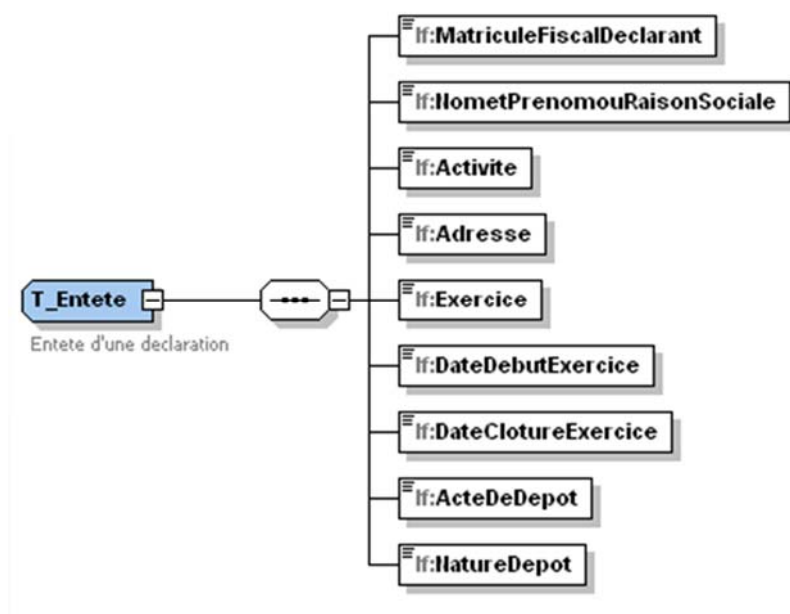 lf:MatriculeFiscalDeclarant
lf:NometPrenomouRaisonSociale
lf:Activite
lf:Adresse
T_Entete
lf:Exercice
Entete d'une declaration
lf:DateDebutExercice
lf:DateClotureExercice
lf:ActeDeDepot
lf:NatureDepot